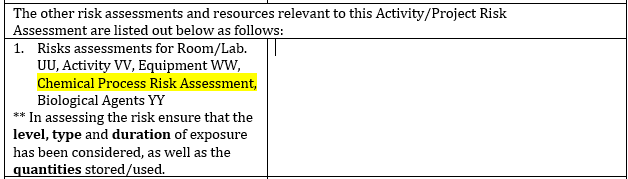 The other risk assessments and resources relevant to this Activity/Project Risk
Assessment are listed out below as follows:
1. Risks assessments for Room/Lab.
UU, Activity VV, Equipment WW,
Chemical Process Risk Assessment,
Biological Agents YY
** In assessing the risk ensure that the
level, type and duration of exposure
has been considered, as well as the
quantities stored/used.